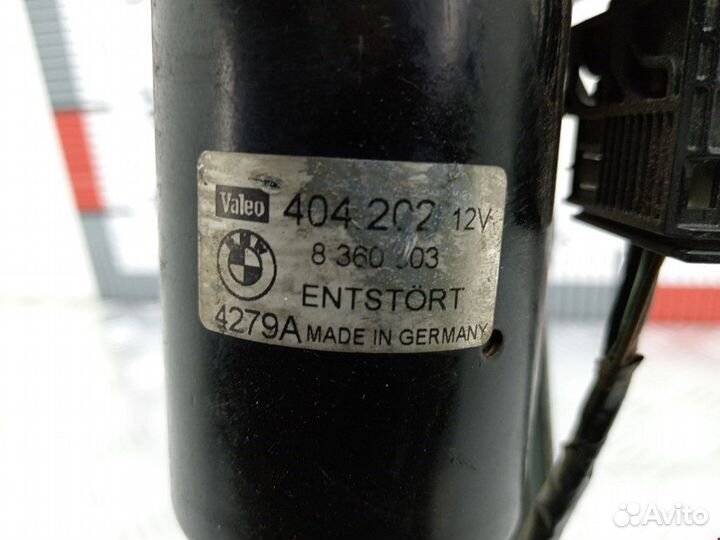 Valeo 404 202 12V
8 360
ENTSTÖRT
4279A MADE IN GERMANY
Avito